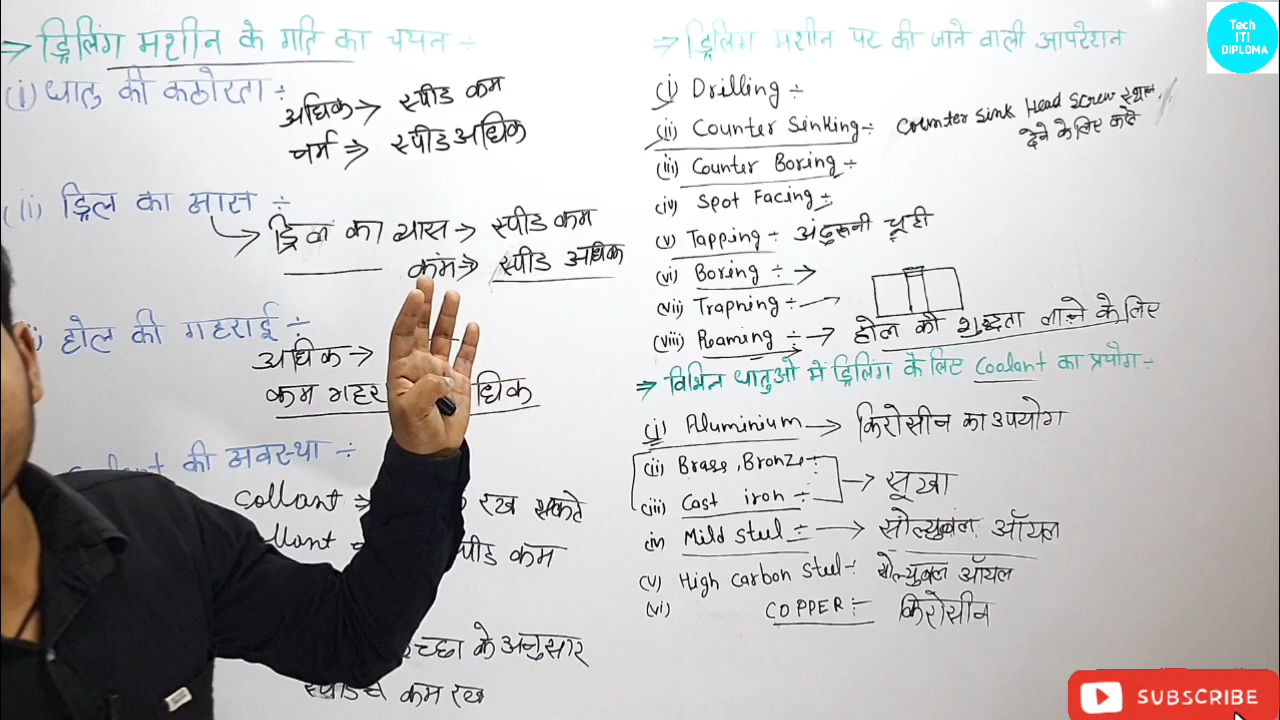 ⇒ ड्रिलिंग मशीन के गति का चयन ÷
(i) धातु की कठोरता ÷
अधिक → स्पीड कम
नर्म ⇒ स्पीड अधिक
(ii) ड्रिल का व्यास ÷
→ ड्रिल का व्यास → स्पीड कम
कम → स्पीड अधिक
होल की गहराई ÷
अधिक →
कम गहर
धिक
की अवस्था ÷
Collant ⇒
रख सकते
llant
स्पीड कम
के अनुसार
कम रख
⇒ ड्रिलिंग मशीन पर की जाने वाली आपरेशन
(i) Drilling ÷
(ii) Counter Sinking ÷ Counter Sink Head Screw स्थान
देने के लिए करते
(iii) Counter Boring ÷
(iv) Spot Facing ÷
(v) Tapping ÷ अंदुरूनी चूड़ी
(vi) Boring ÷ →
(vii) Trapning ÷ →
(viii) Reaming ÷ → होल की शुद्धता लाने के लिए
⇒ विभिन धातुओ में ड्रिलिंग के लिए Coolant का प्रयोग ÷
(i) Aluminium → किरोसीन का उपयोग
(ii) Brass, Bronze ÷
(iii) Cast iron ÷ → सूखा
(iv) Mild Steel ÷ → सोल्युबल ऑयल
(v) High Carbon Steel ÷ सोल्युबल ऑयल
(vi) COPPER ÷ किरोसीन
Tech
ITI
DIPLOMA
SUBSCRIBE